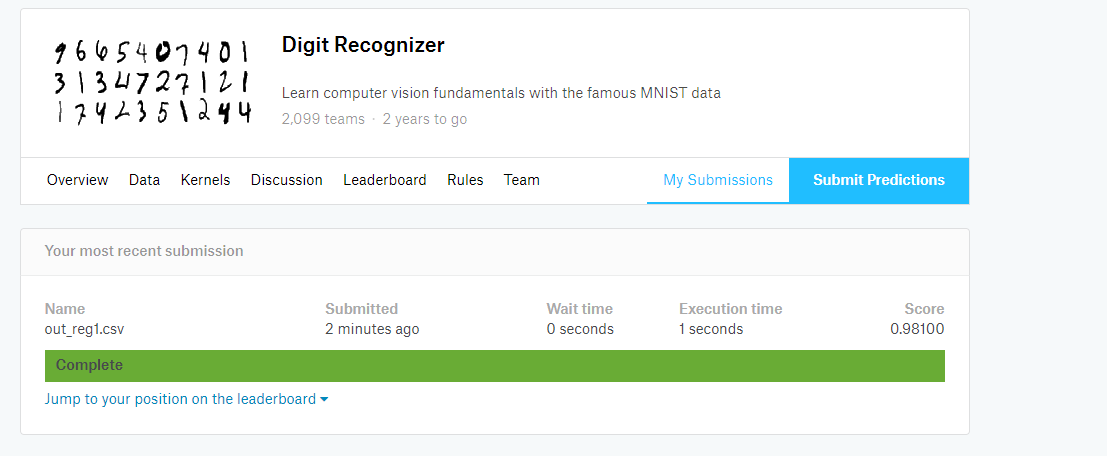 9 6 6 5 4 0 7 4 0 1
3 1 3 4 7 2 7 1 2 1
1 7 4 2 3 5 1 2 4 4
Digit Recognizer
Learn computer vision fundamentals with the famous MNIST data
2,099 teams · 2 years to go
Overview Data Kernels Discussion Leaderboard Rules Team My Submissions Submit Predictions
Your most recent submission
Name Submitted Wait time Execution time Score
out_reg1.csv 2 minutes ago 0 seconds 1 seconds 0.98100
Complete
Jump to your position on the leaderboard